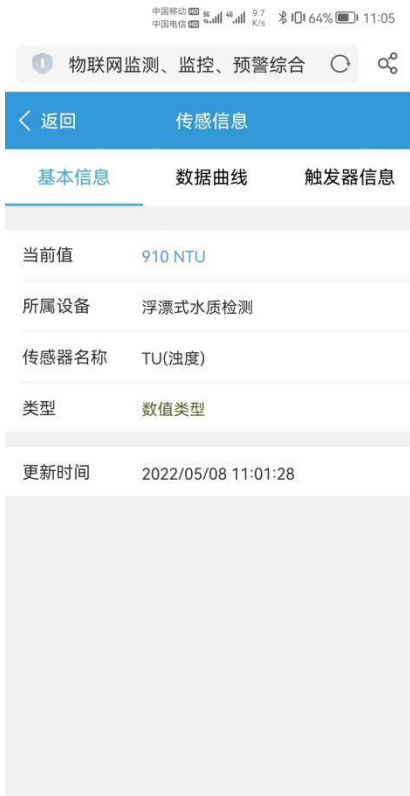 中国移动 HD 5G 4G 9.7 64% 11:05
中国电信 HD K/s
物联网监测、监控、预警综合
返回 传感信息
基本信息 数据曲线 触发器信息
当前值 910 NTU
所属设备 浮漂式水质检测
传感器名称 TU(浊度)
类型 数值类型
更新时间 2022/05/08 11:01:28